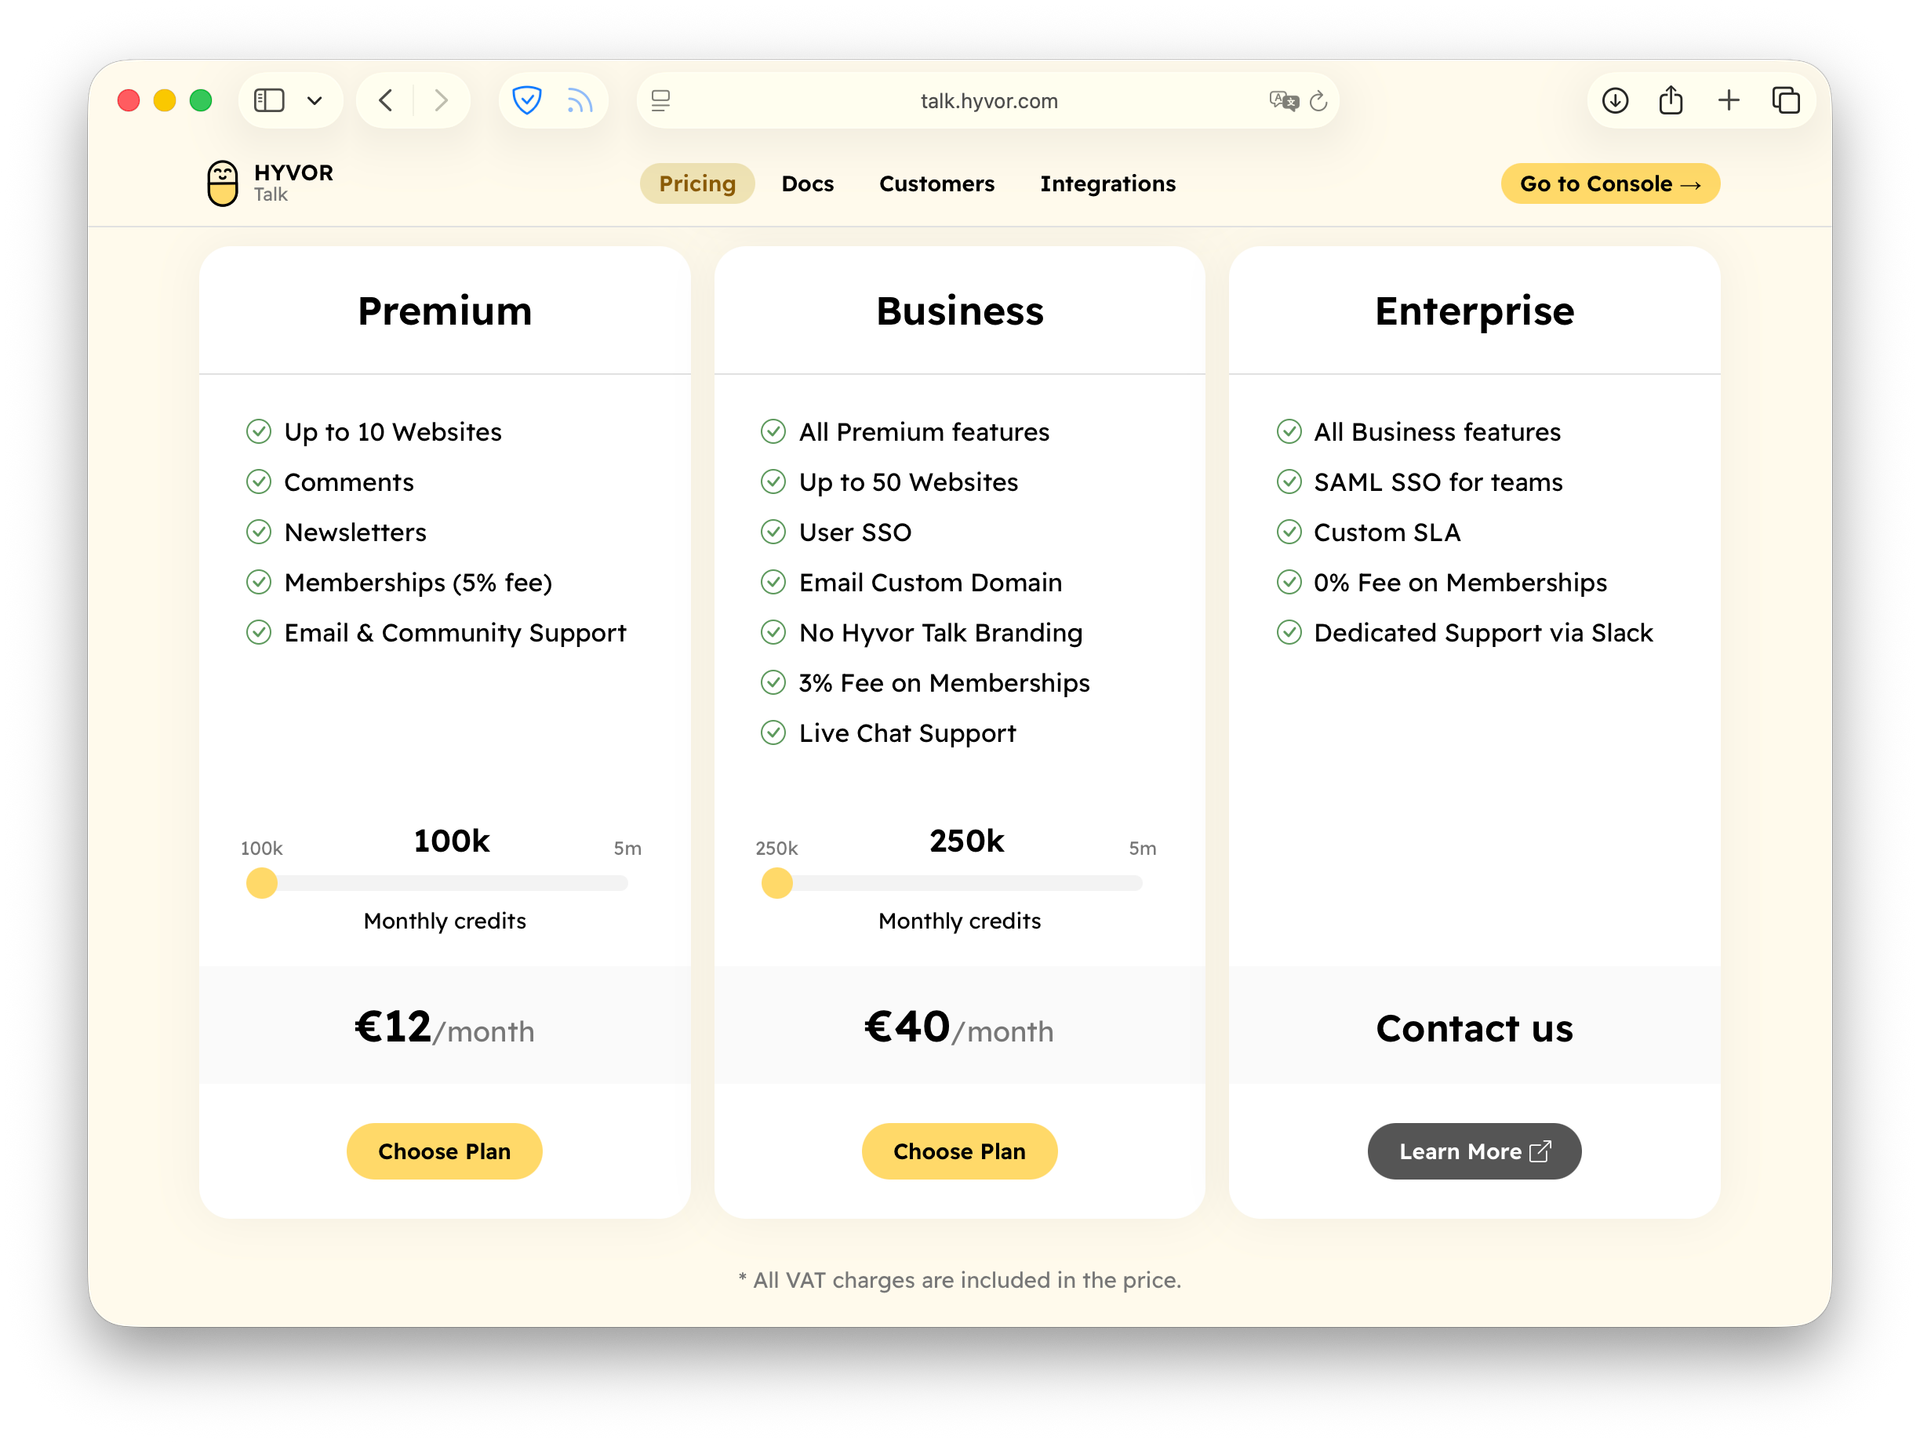 talk.hyvor.com
HYVOR
Talk
Pricing
Docs
Customers
Integrations
Go to Console →
Premium
Up to 10 Websites
Comments
Newsletters
Memberships (5% fee)
Email & Community Support
100k
100k
5m
Monthly credits
€12/month
Choose Plan
Business
All Premium features
Up to 50 Websites
User SSO
Email Custom Domain
No Hyvor Talk Branding
3% Fee on Memberships
Live Chat Support
250k
250k
5m
Monthly credits
€40/month
Choose Plan
Enterprise
All Business features
SAML SSO for teams
Custom SLA
0% Fee on Memberships
Dedicated Support via Slack
Contact us
Learn More
* All VAT charges are included in the price.